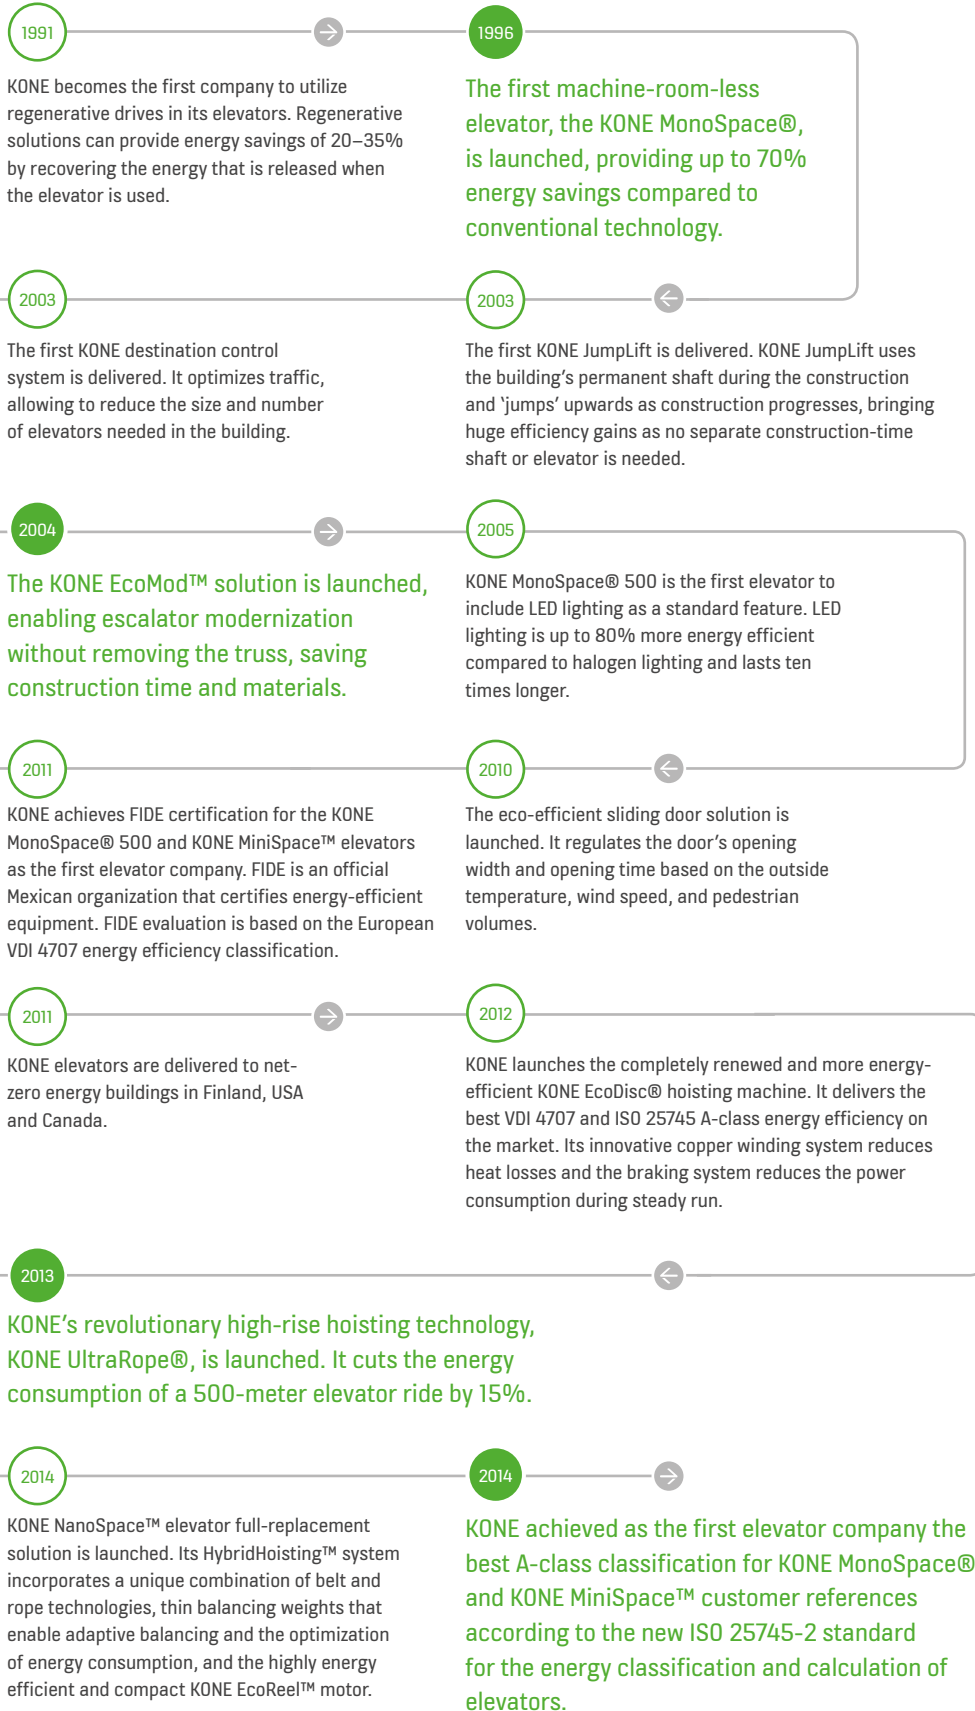 1991
KONE becomes the first company to utilize
regenerative drives in its elevators. Regenerative
solutions can provide energy savings of 20–35%
by recovering the energy that is released when
the elevator is used.
1996
The first machine-room-less
elevator, the KONE MonoSpace®,
is launched, providing up to 70%
energy savings compared to
conventional technology.
2003
The first KONE destination control
system is delivered. It optimizes traffic,
allowing to reduce the size and number
of elevators needed in the building.
2003
The first KONE JumpLift is delivered. KONE JumpLift uses
the building's permanent shaft during the construction
and ‘jumps’ upwards as construction progresses, bringing
huge efficiency gains as no separate construction-time
shaft or elevator is needed.
2004
The KONE EcoMod™ solution is launched,
enabling escalator modernization
without removing the truss, saving
construction time and materials.
2005
KONE MonoSpace® 500 is the first elevator to
include LED lighting as a standard feature. LED
lighting is up to 80% more energy efficient
compared to halogen lighting and lasts ten
times longer.
2011
KONE achieves FIDE certification for the KONE
MonoSpace® 500 and KONE MiniSpace™ elevators
as the first elevator company. FIDE is an official
Mexican organization that certifies energy-efficient
equipment. FIDE evaluation is based on the European
VDI 4707 energy efficiency classification.
2010
The eco-efficient sliding door solution is
launched. It regulates the door's opening
width and opening time based on the outside
temperature, wind speed, and pedestrian
volumes.
2011
KONE elevators are delivered to net-
zero energy buildings in Finland, USA
and Canada.
2012
KONE launches the completely renewed and more energy-
efficient KONE EcoDisc® hoisting machine. It delivers the
best VDI 4707 and ISO 25745 A-class energy efficiency on
the market. Its innovative copper winding system reduces
heat losses and the braking system reduces the power
consumption during steady run.
2013
KONE's revolutionary high-rise hoisting technology,
KONE UltraRope®, is launched. It cuts the energy
consumption of a 500-meter elevator ride by 15%.
2014
KONE NanoSpace™ elevator full-replacement
solution is launched. Its HybridHoisting™ system
incorporates a unique combination of belt and
rope technologies, thin balancing weights that
enable adaptive balancing and the optimization
of energy consumption, and the highly energy
efficient and compact KONE EcoReel™ motor.
2014
KONE achieved as the first elevator company the
best A-class classification for KONE MonoSpace®
and KONE MiniSpace™ customer references
according to the new ISO 25745-2 standard
for the energy classification and calculation of
elevators.